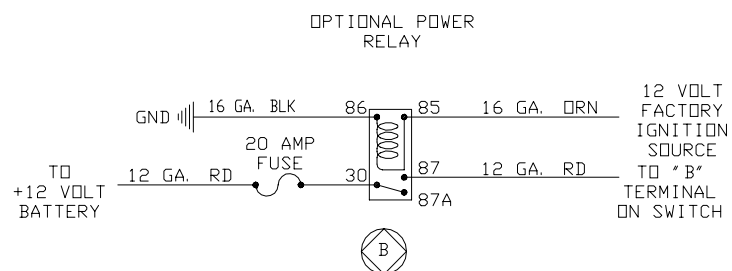 OPTIONAL POWER
RELAY
GND
16 GA. BLK
86
85
16 GA. ORN
12 VOLT
FACTORY
IGNITION
SOURCE
20 AMP
FUSE
TO
+12 VOLT
BATTERY
12 GA. RD
30
87
87A
12 GA. RD
TO "B"
TERMINAL
ON SWITCH
B